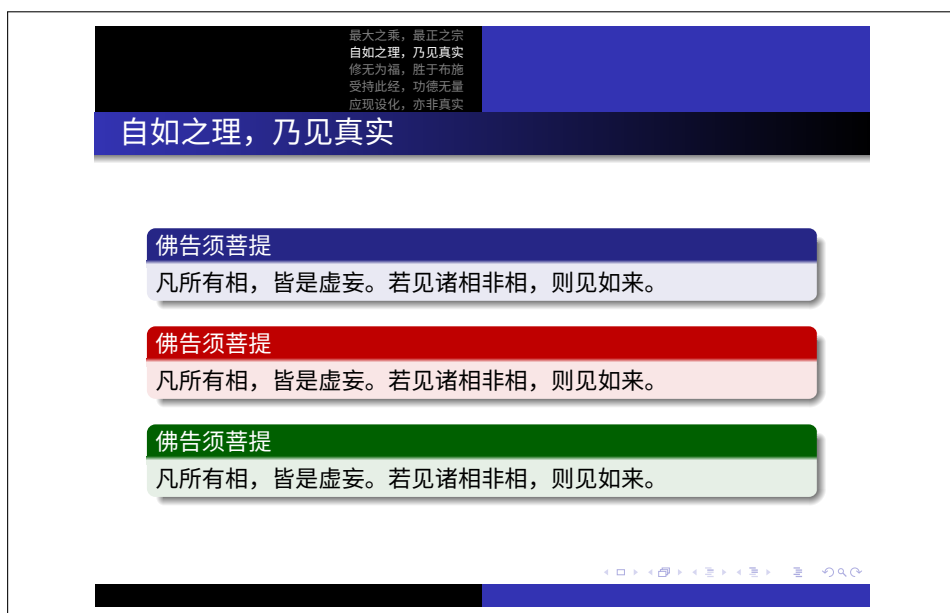 最大之乘，最正之宗
自如之理，乃见真实
修无为福，胜于布施
受持此经，功德无量
应现设化，亦非真实
自如之理，乃见真实
佛告须菩提
凡所有相，皆是虚妄。若见诸相非相，则见如来。
佛告须菩提
凡所有相，皆是虚妄。若见诸相非相，则见如来。
佛告须菩提
凡所有相，皆是虚妄。若见诸相非相，则见如来。